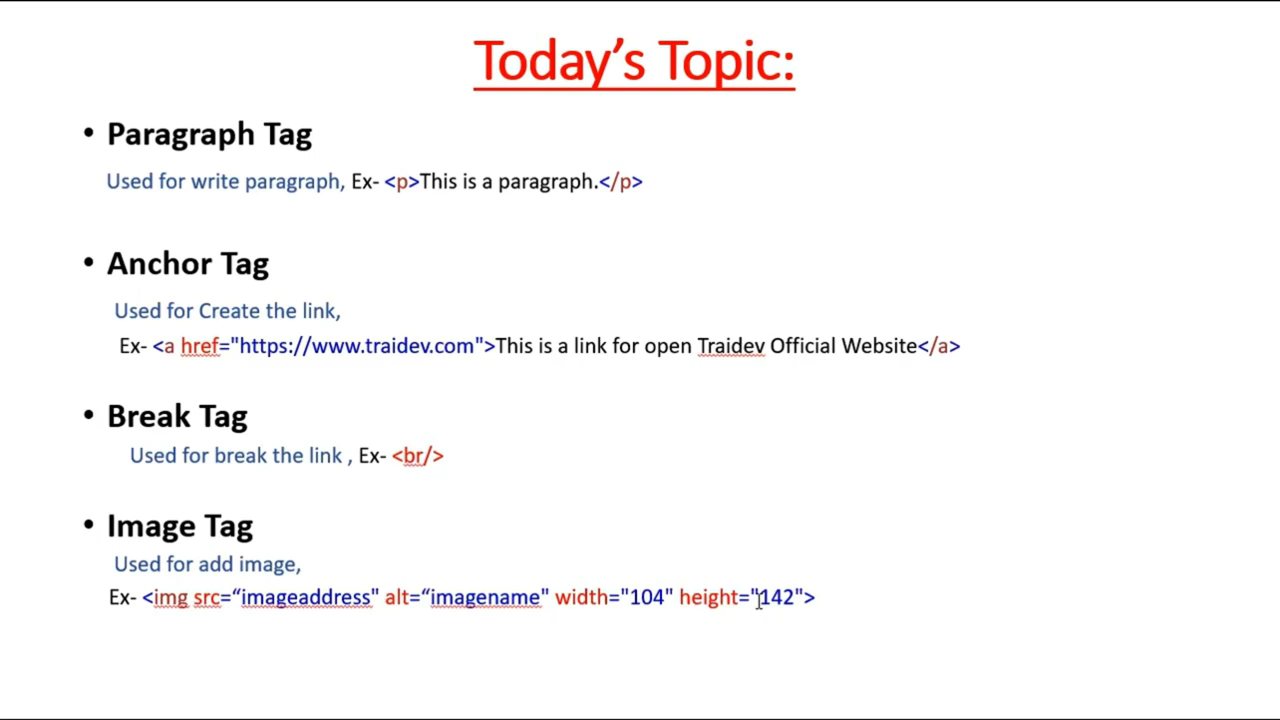 Today’s Topic:
• Paragraph Tag
Used for write paragraph, Ex- <p>This is a paragraph.</p>
• Anchor Tag
Used for Create the link,
Ex- <a href="https://www.traidev.com">This is a link for open Traidev Official Website</a>
• Break Tag
Used for break the link , Ex- <br/>
• Image Tag
Used for add image,
Ex- <img src=“imageaddress" alt=“imagename" width="104" height="142">